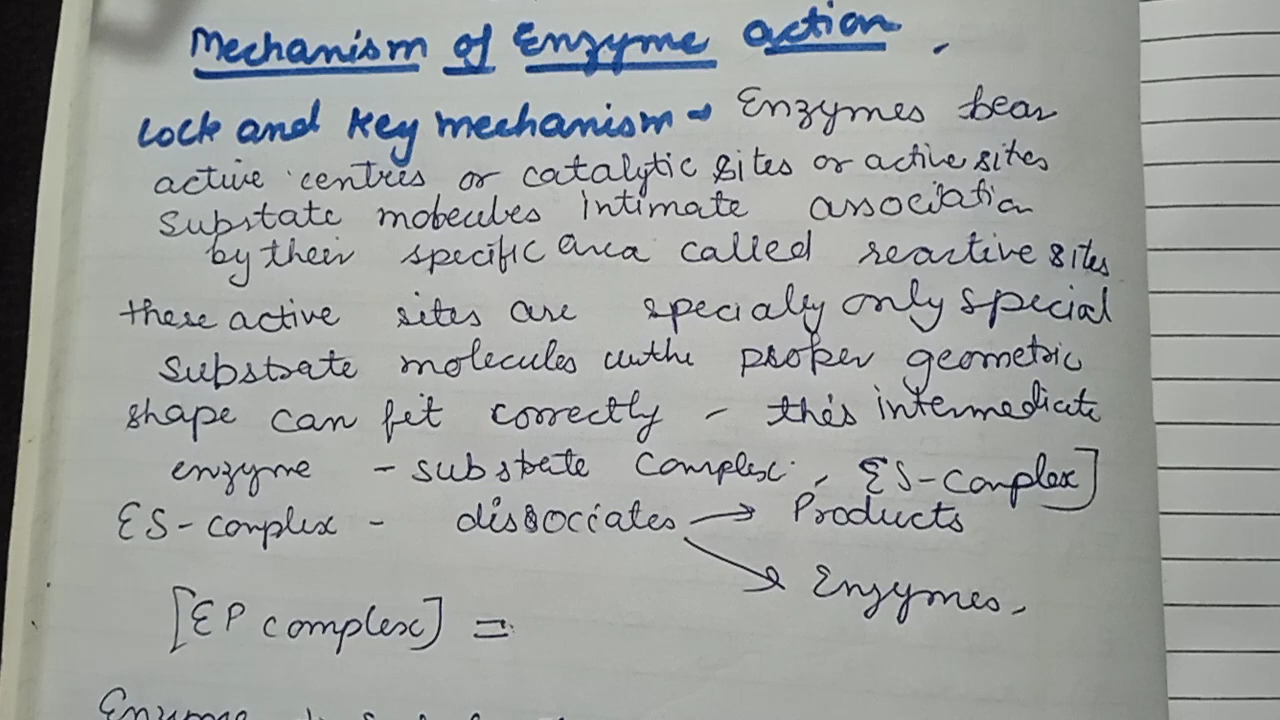 Mechanism of Enzyme action.
Lock and key mechanism → Enzymes bear
active centres or catalytic sites or active sites
Substate molecules intimate association
by their specific area called reactive sites
these active sites are specially only special
substrate molecules with proper geometric
shape can fit correctly - this intermediate
enzyme - substrate complex, [ES-complex]
ES-complex - dissociates → Products
→ Enzymes.
[EP complex] =
Enzyme